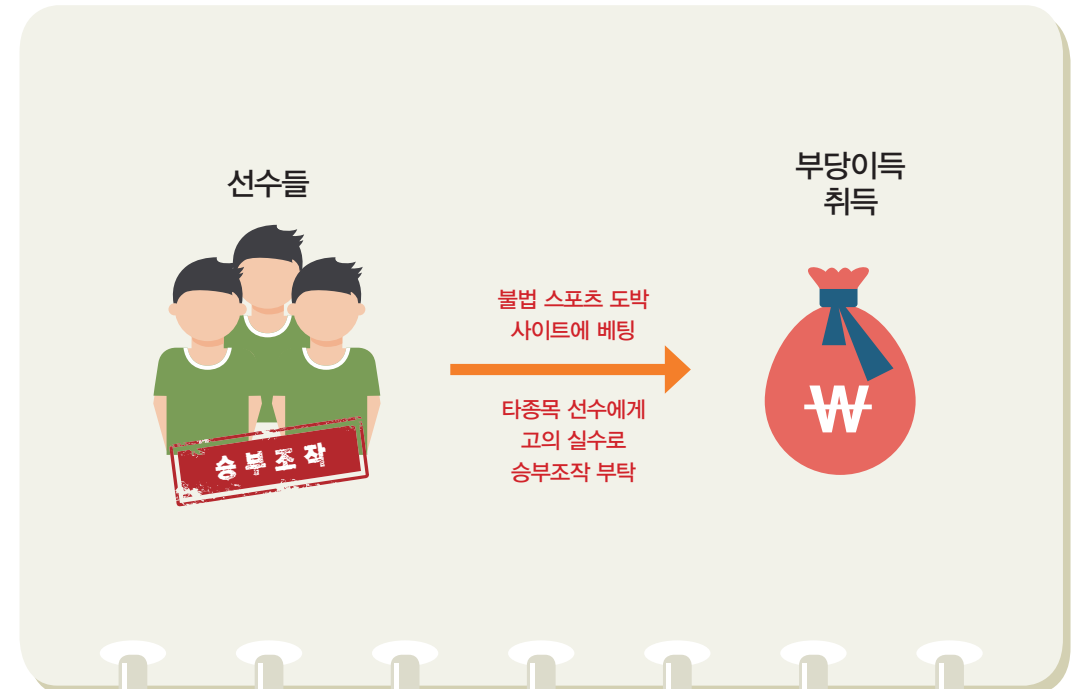 선수들
승부조작
불법 스포츠 도박
사이트에 베팅
타종목 선수에게
고의 실수로
승부조작 부탁
부당이득
취득
₩